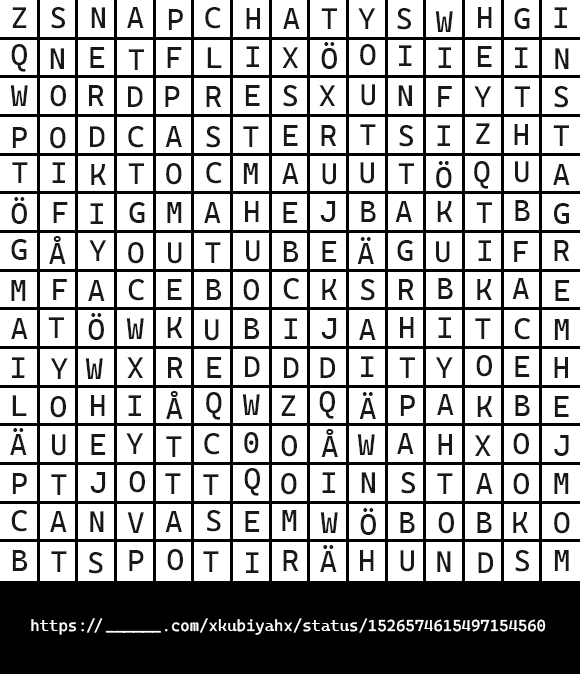 Z S N A P C H A T Y S W H G I
Q N E T F L I X Ö O I I E I N
W O R D P R E S X U N F Y T S
P O D C A S T E R T S I Z H T
T I K T O C M A U U T Ö Q U A
Ö F I G M A H E J B A K T B G
G Å Y O U T U B E Ä G U I F R
M F A C E B O C K S R B K A E
A T Ö W K U B I J A H I T C M
I Y W X R E D D D I T Y O E H
L O H I Å Q W Z Q Ä P A K B E
Ä U E Y T C 0 O Å W A H X O J
P T J O T T Q O I N S T A O M
C A N V A S E M W Ö B O B K O
B T S P O T I R Ä H U N D S M
https://______.com/xkubiyahx/status/1526574615497154560